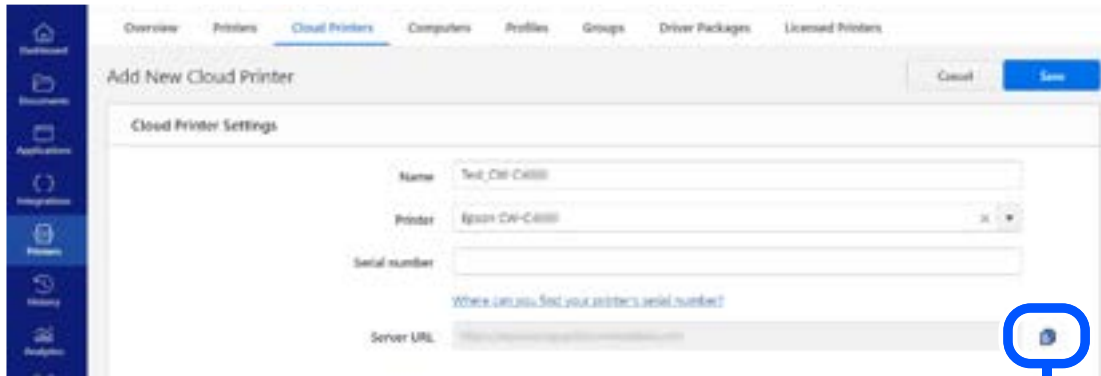 Overview Printers Cloud Printers Computers Profiles Groups Driver Packages Licensed Printers
Dashboard
Add New Cloud Printer Cancel Save
Documents
Cloud Printer Settings
Applications
Name Test_CW-C4000
Integrations
Printer Epson CW-C4000
Printers
Serial number
History
Where can you find your printer's serial number?
Server URL
Analytics